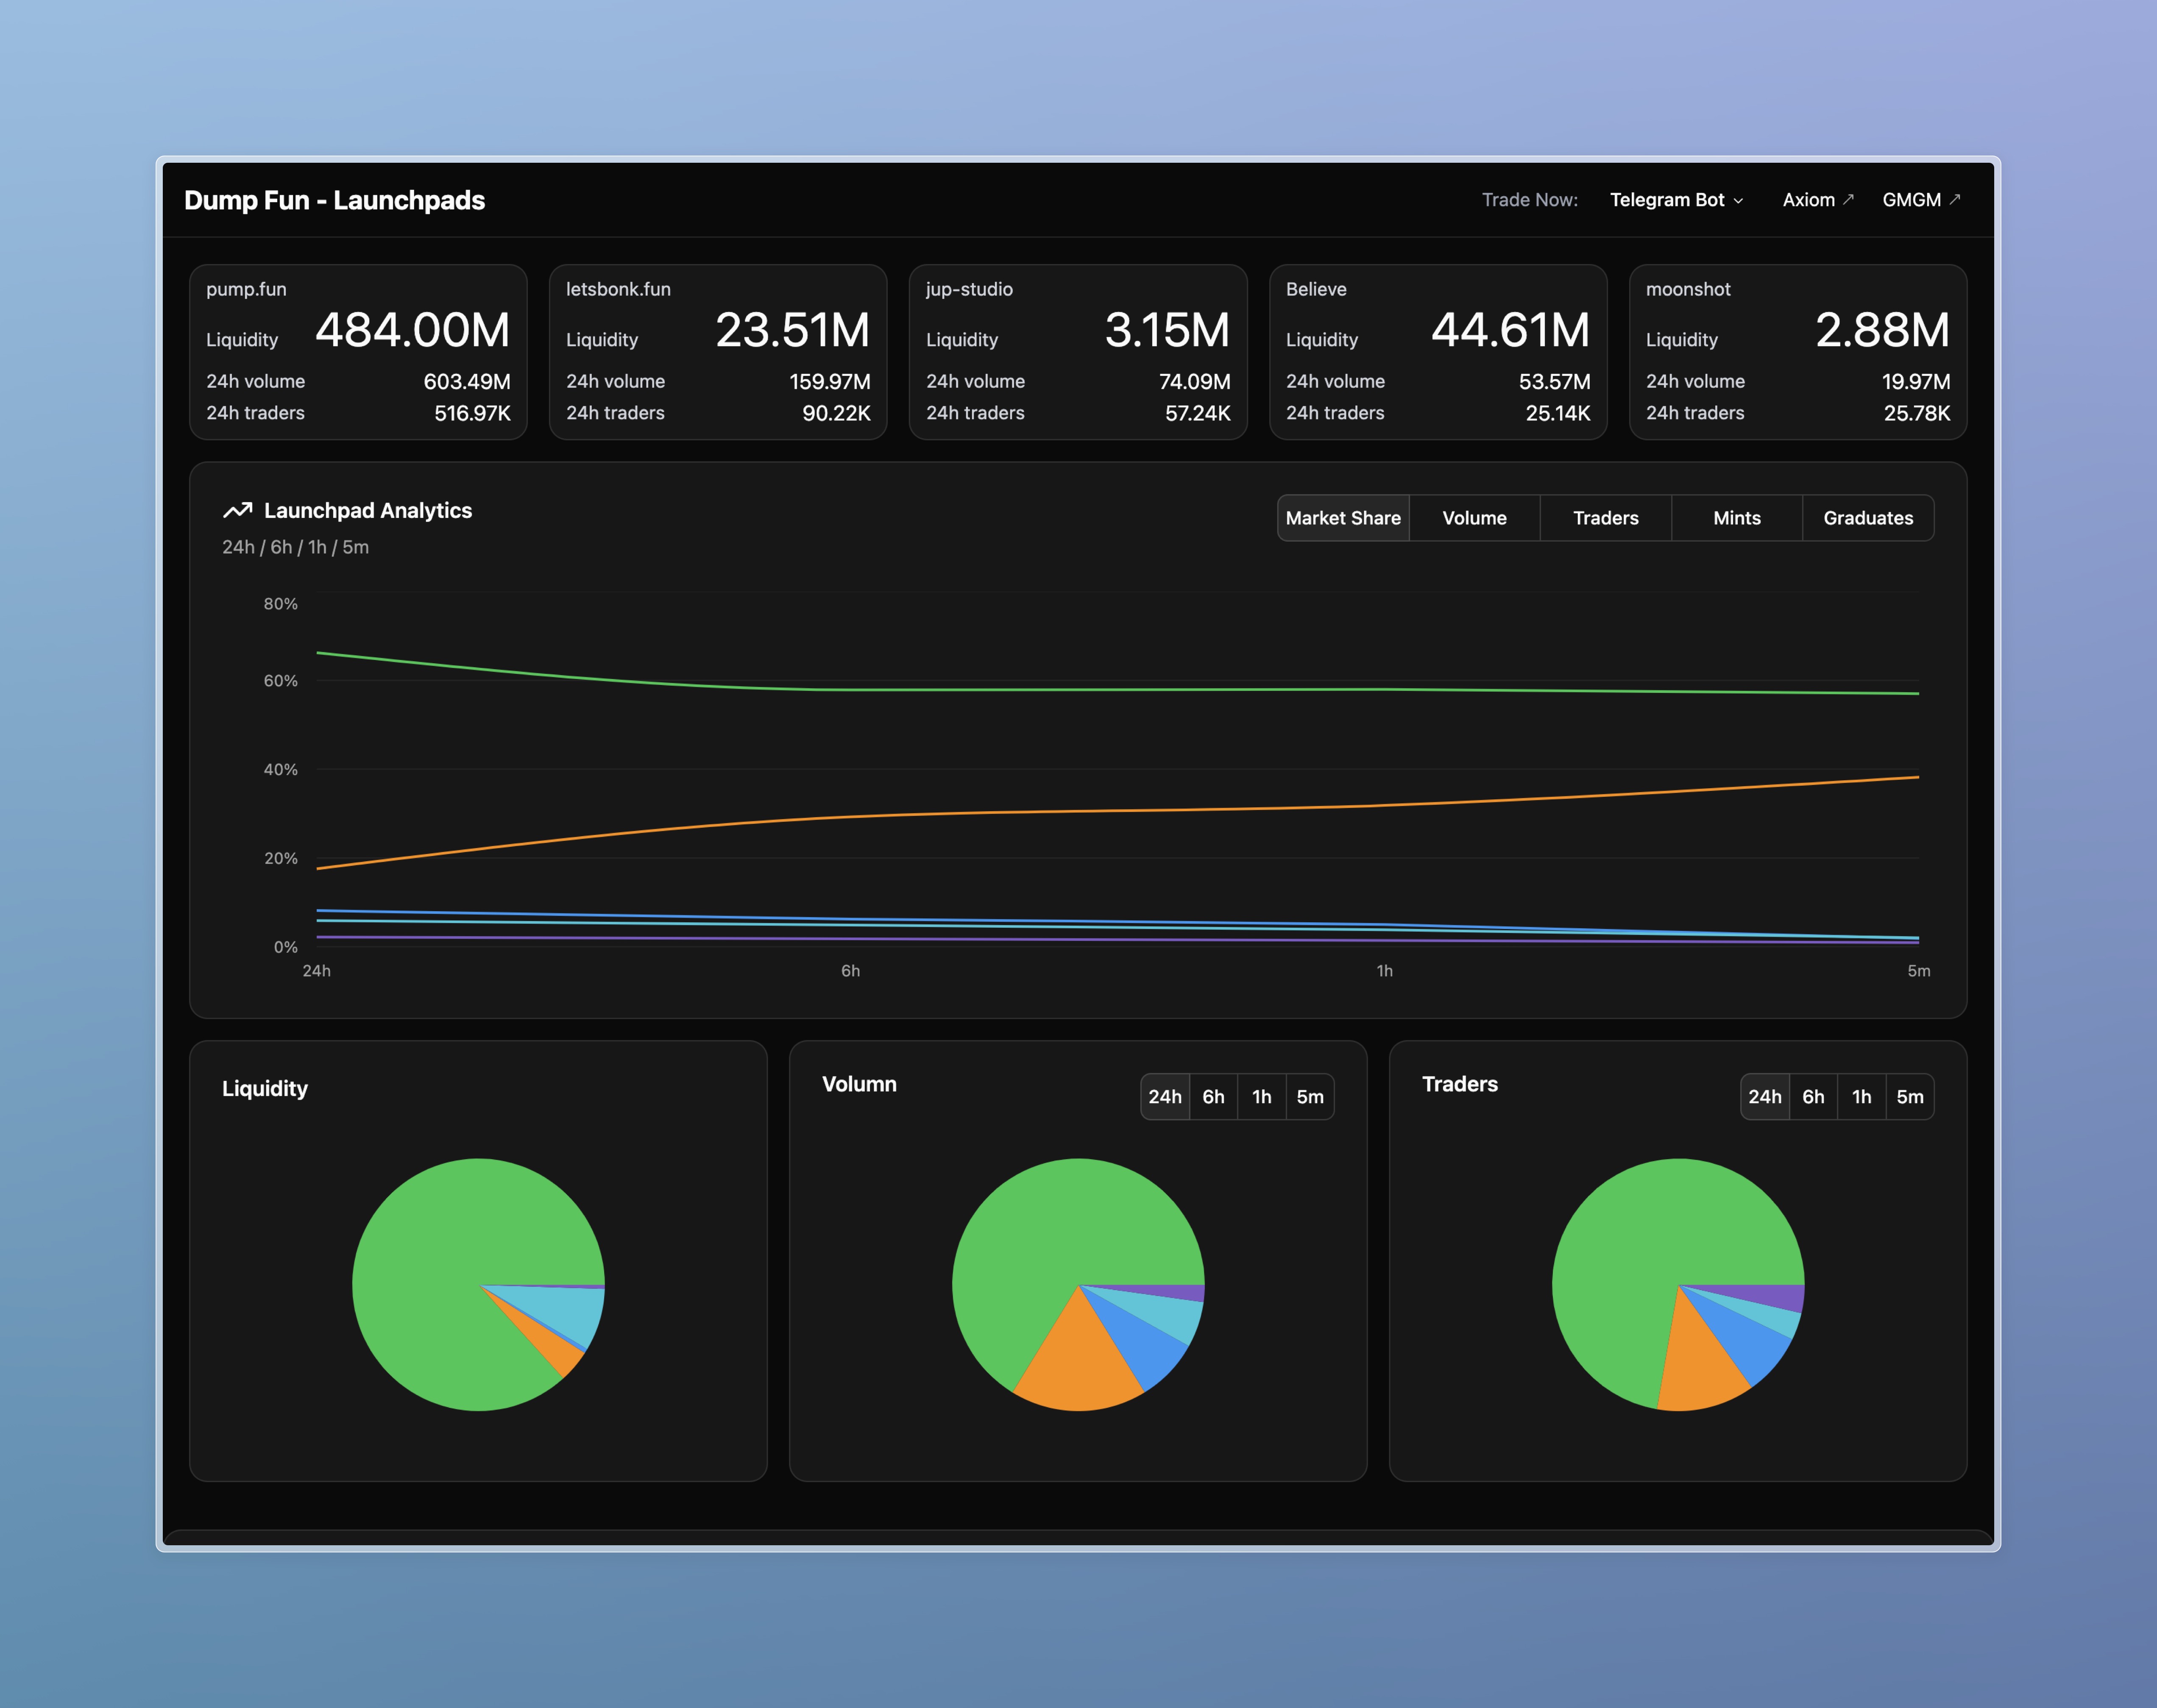 Dump Fun - Launchpads
Trade Now: Telegram Bot Axiom GMGM
pump.fun
Liquidity 484.00M
24h volume 603.49M
24h traders 516.97K
letsbonk.fun
Liquidity 23.51M
24h volume 159.97M
24h traders 90.22K
jup-studio
Liquidity 3.15M
24h volume 74.09M
24h traders 57.24K
Believe
Liquidity 44.61M
24h volume 53.57M
24h traders 25.14K
moonshot
Liquidity 2.88M
24h volume 19.97M
24h traders 25.78K
Launchpad Analytics
24h / 6h / 1h / 5m
Market Share Volume Traders Mints Graduates
80%
60%
40%
20%
0%
24h 6h 1h 5m
Liquidity
Volumn
24h 6h 1h 5m
Traders
24h 6h 1h 5m